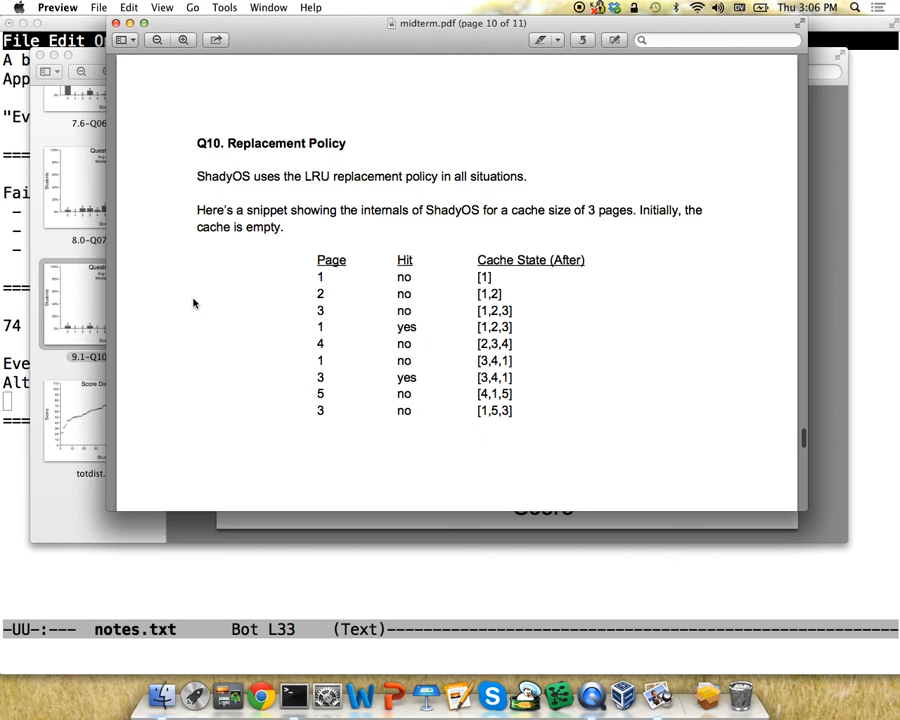 Preview File Edit View Go Tools Window Help
Thu 3:06 PM
midterm.pdf (page 10 of 11)
File Edit O
A b
App
"Ev
====
Fai
-
-
-
====
74
Eve
Alt
====
7.6-Q06
Quest
8.0-Q07
Question
9.1-Q10
Score Di
totdist.
Q10. Replacement Policy
ShadyOS uses the LRU replacement policy in all situations.
Here's a snippet showing the internals of ShadyOS for a cache size of 3 pages. Initially, the
cache is empty.
Page Hit Cache State (After)
1 no [1]
2 no [1,2]
3 no [1,2,3]
1 yes [1,2,3]
4 no [2,3,4]
1 no [3,4,1]
3 yes [3,4,1]
5 no [4,1,5]
3 no [1,5,3]
-UU-:--- notes.txt Bot L33 (Text)----------------------------------------------------------